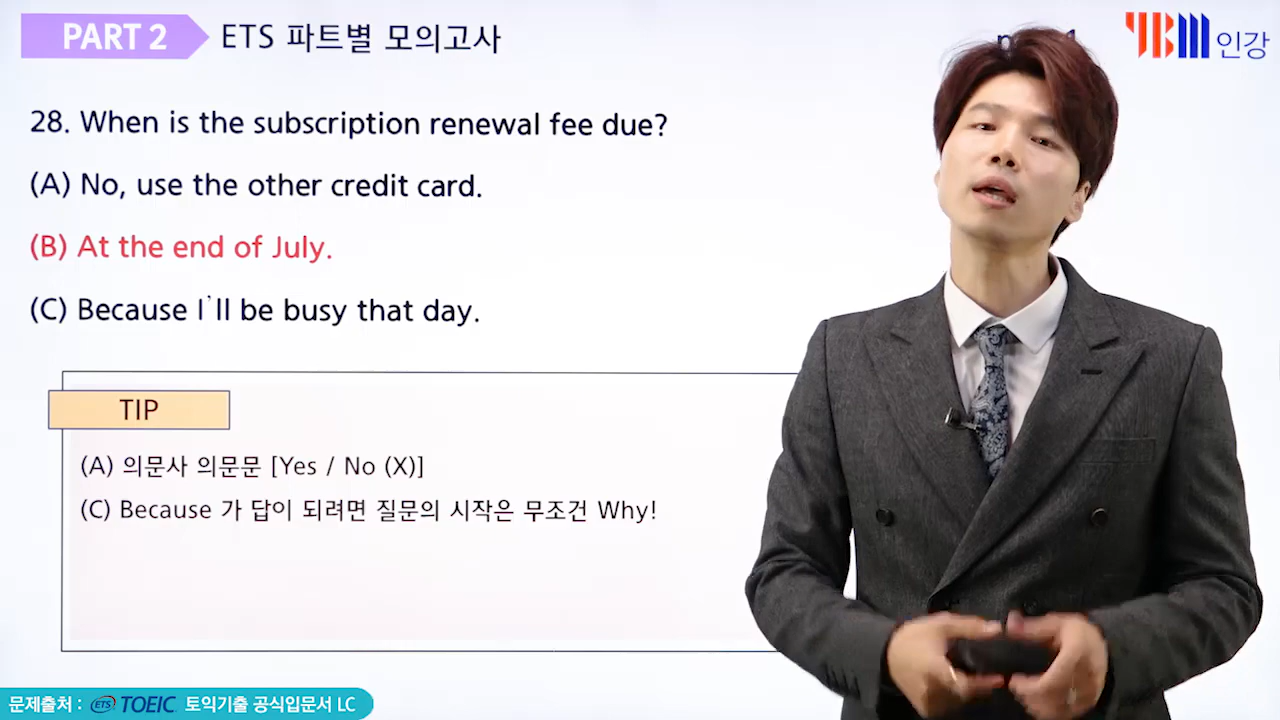 PART 2 ETS 파트별 모의고사
YBM 인강
28. When is the subscription renewal fee due?
(A) No, use the other credit card.
(B) At the end of July.
(C) Because I'll be busy that day.
TIP
(A) 의문사 의문문 [Yes / No (X)]
(C) Because 가 답이 되려면 질문의 시작은 무조건 Why!
문제출처 : ETS TOEIC 토익기출 공식입문서 LC